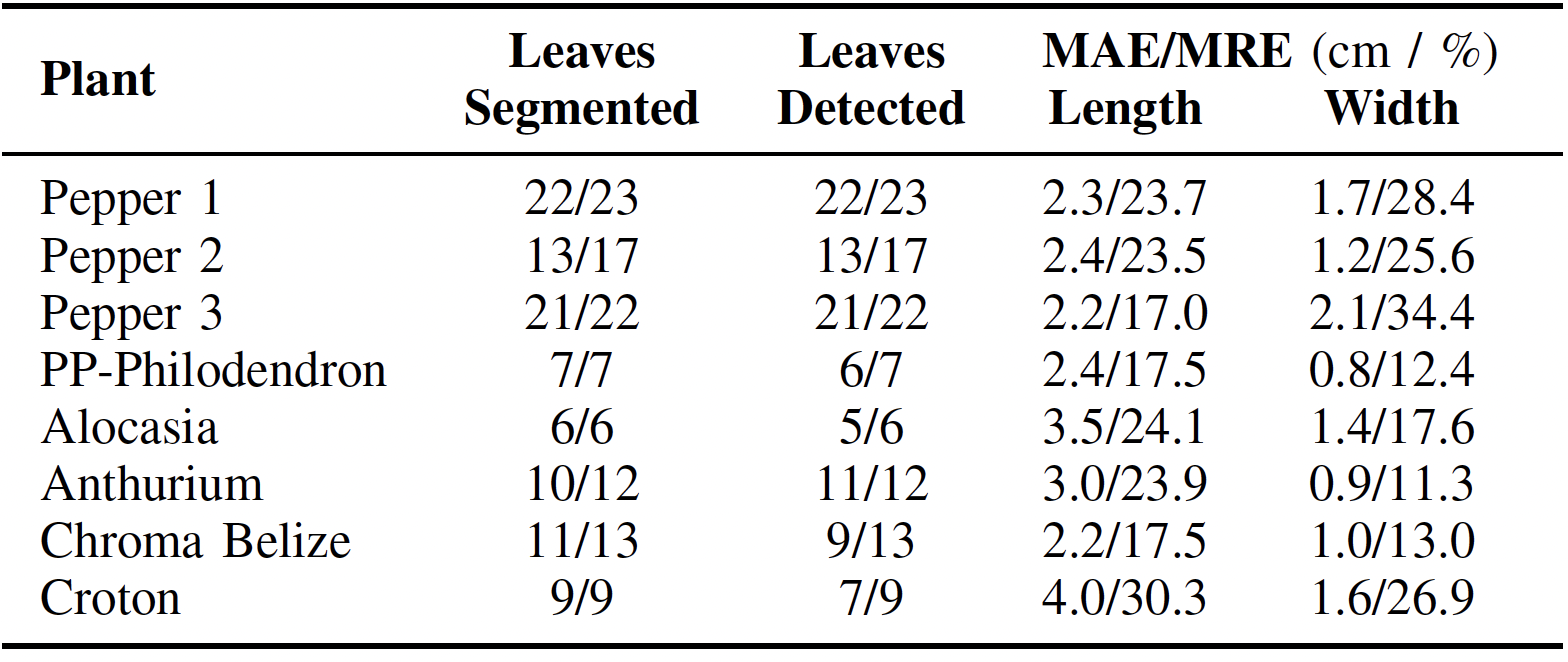 Plant Leaves Segmented Leaves Detected MAE/MRE (cm / %) Length Width
Pepper 1 22/23 22/23 2.3/23.7 1.7/28.4
Pepper 2 13/17 13/17 2.4/23.5 1.2/25.6
Pepper 3 21/22 21/22 2.2/17.0 2.1/34.4
PP-Philodendron 7/7 6/7 2.4/17.5 0.8/12.4
Alocasia 6/6 5/6 3.5/24.1 1.4/17.6
Anthurium 10/12 11/12 3.0/23.9 0.9/11.3
Chroma Belize 11/13 9/13 2.2/17.5 1.0/13.0
Croton 9/9 7/9 4.0/30.3 1.6/26.9